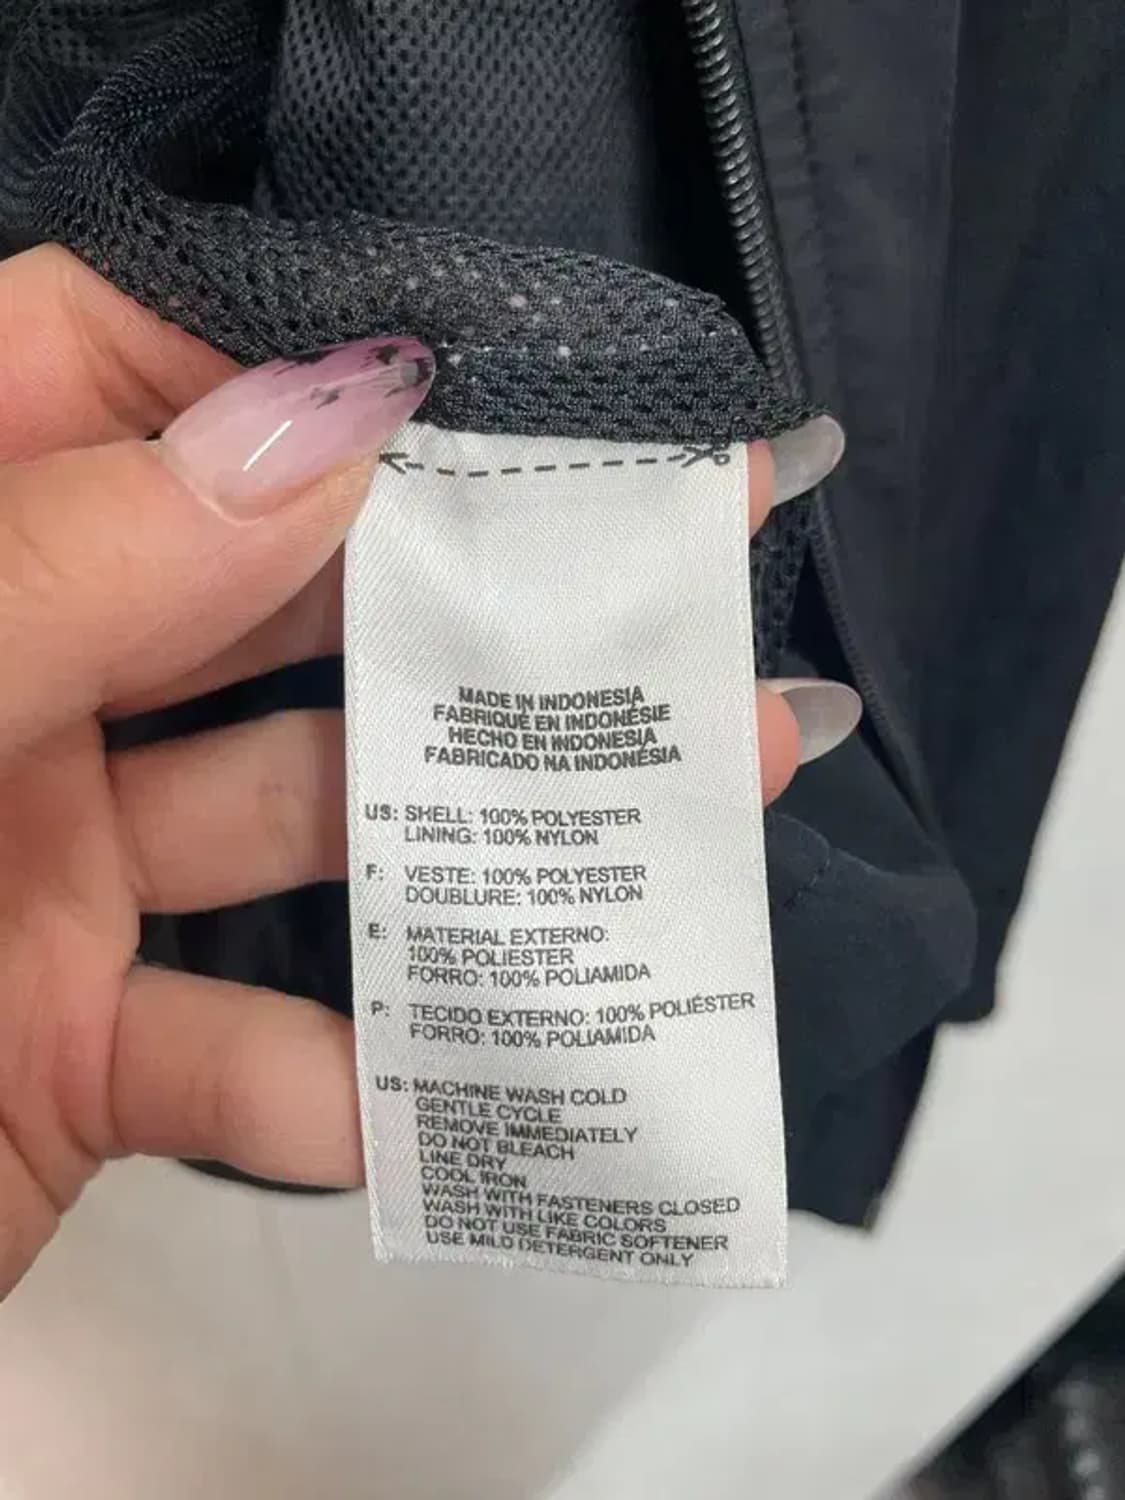 MADE IN INDONESIA
FABRIQUÉ EN INDONÉSIE
HECHO EN INDONESIA
FABRICADO NA INDONÉSIA
US: SHELL: 100% POLYESTER
LINING: 100% NYLON
F: VESTE: 100% POLYESTER
DOUBLURE: 100% NYLON
E: MATERIAL EXTERNO:
100% POLIESTER
FORRO: 100% POLIAMIDA
P: TECIDO EXTERNO: 100% POLIÉSTER
FORRO: 100% POLIAMIDA
US: MACHINE WASH COLD
GENTLE CYCLE
REMOVE IMMEDIATELY
DO NOT BLEACH
LINE DRY
COOL IRON
WASH WITH FASTENERS CLOSED
WASH WITH LIKE COLORS
DO NOT USE FABRIC SOFTENER
USE MILD DETERGENT ONLY